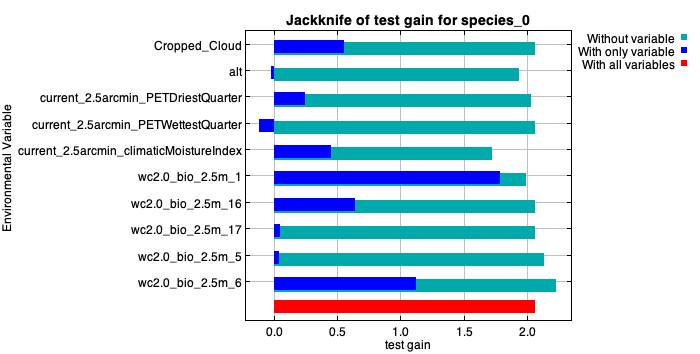 Jackknife of test gain for species_0
Without variable
With only variable
With all variables
Environmental Variable
Cropped_Cloud
alt
current_2.5arcmin_PETDriestQuarter
current_2.5arcmin_PETWettestQuarter
current_2.5arcmin_climaticMoistureIndex
wc2.0_bio_2.5m_1
wc2.0_bio_2.5m_16
wc2.0_bio_2.5m_17
wc2.0_bio_2.5m_5
wc2.0_bio_2.5m_6
0.0 0.5 1.0 1.5 2.0
test gain